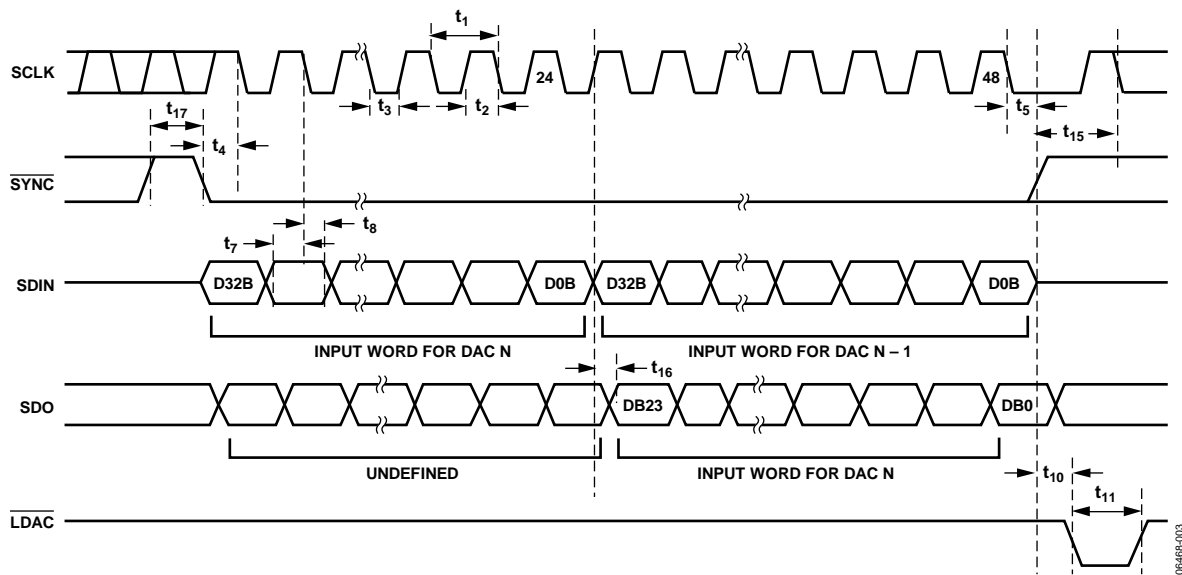 t1
SCLK
24
48
t3
t2
t5
t17
t4
t15
SYNC
t8
t7
SDIN
D32B
D0B
D32B
D0B
INPUT WORD FOR DAC N
INPUT WORD FOR DAC N – 1
t16
SDO
DB23
DB0
UNDEFINED
INPUT WORD FOR DAC N
t10
t11
LDAC
06468-003